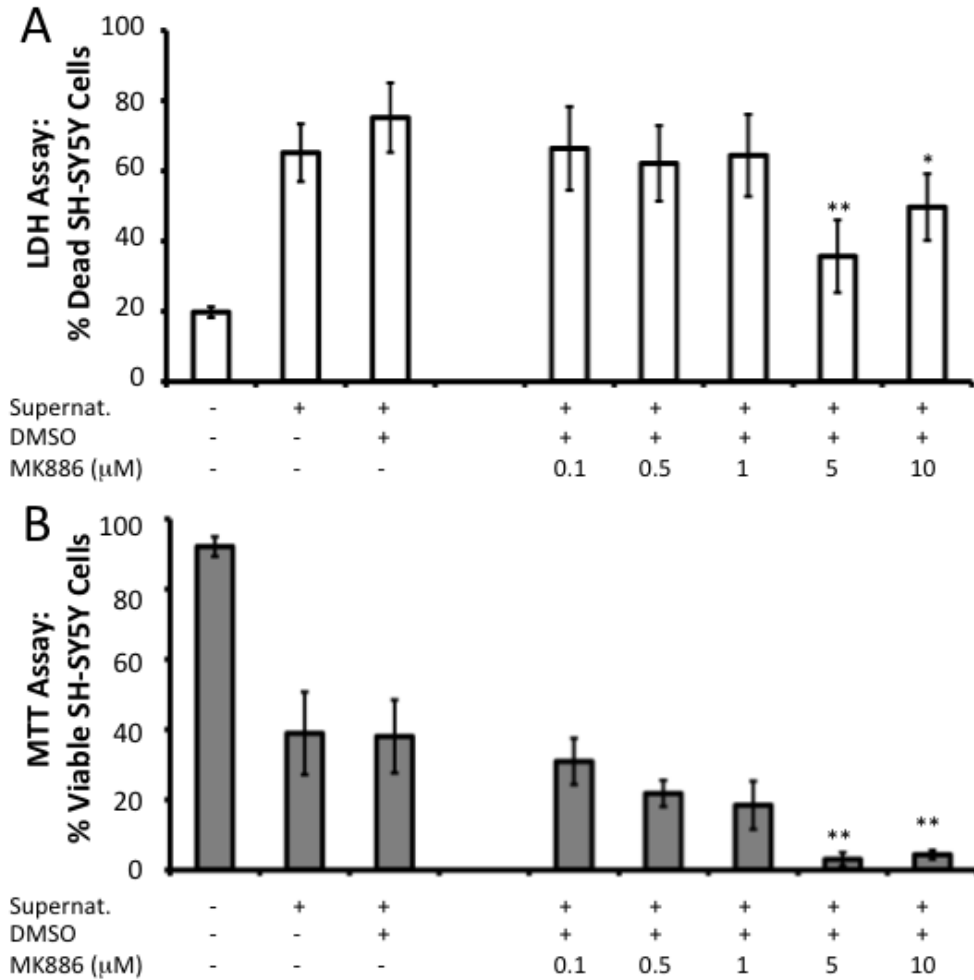 A
LDH Assay:
% Dead SH-SY5Y Cells
100
80
60
40
20
0
**
*
Supernat. - + + + + + + +
DMSO - - + + + + + +
MK886 (μM) - - - 0.1 0.5 1 5 10
B
MTT Assay:
% Viable SH-SY5Y Cells
100
80
60
40
20
0
**
**
Supernat. - + + + + + + +
DMSO - - + + + + + +
MK886 (μM) - - - 0.1 0.5 1 5 10